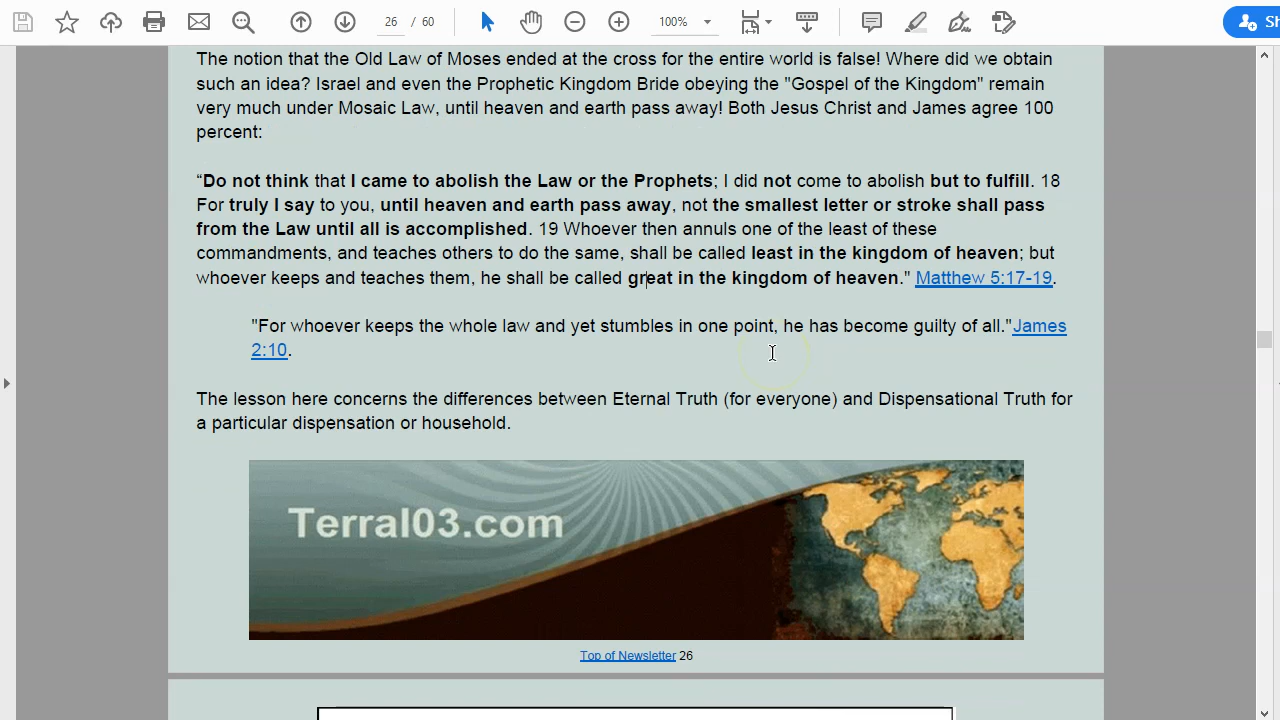 26 / 60
100%
Sh
The notion that the Old Law of Moses ended at the cross for the entire world is false! Where did we obtain
such an idea? Israel and even the Prophetic Kingdom Bride obeying the "Gospel of the Kingdom" remain
very much under Mosaic Law, until heaven and earth pass away! Both Jesus Christ and James agree 100
percent:
“Do not think that I came to abolish the Law or the Prophets; I did not come to abolish but to fulfill. 18
For truly I say to you, until heaven and earth pass away, not the smallest letter or stroke shall pass
from the Law until all is accomplished. 19 Whoever then annuls one of the least of these
commandments, and teaches others to do the same, shall be called least in the kingdom of heaven; but
whoever keeps and teaches them, he shall be called great in the kingdom of heaven." Matthew 5:17-19.
"For whoever keeps the whole law and yet stumbles in one point, he has become guilty of all."James
2:10.
The lesson here concerns the differences between Eternal Truth (for everyone) and Dispensational Truth for
a particular dispensation or household.
Terral03.com
Top of Newsletter 26